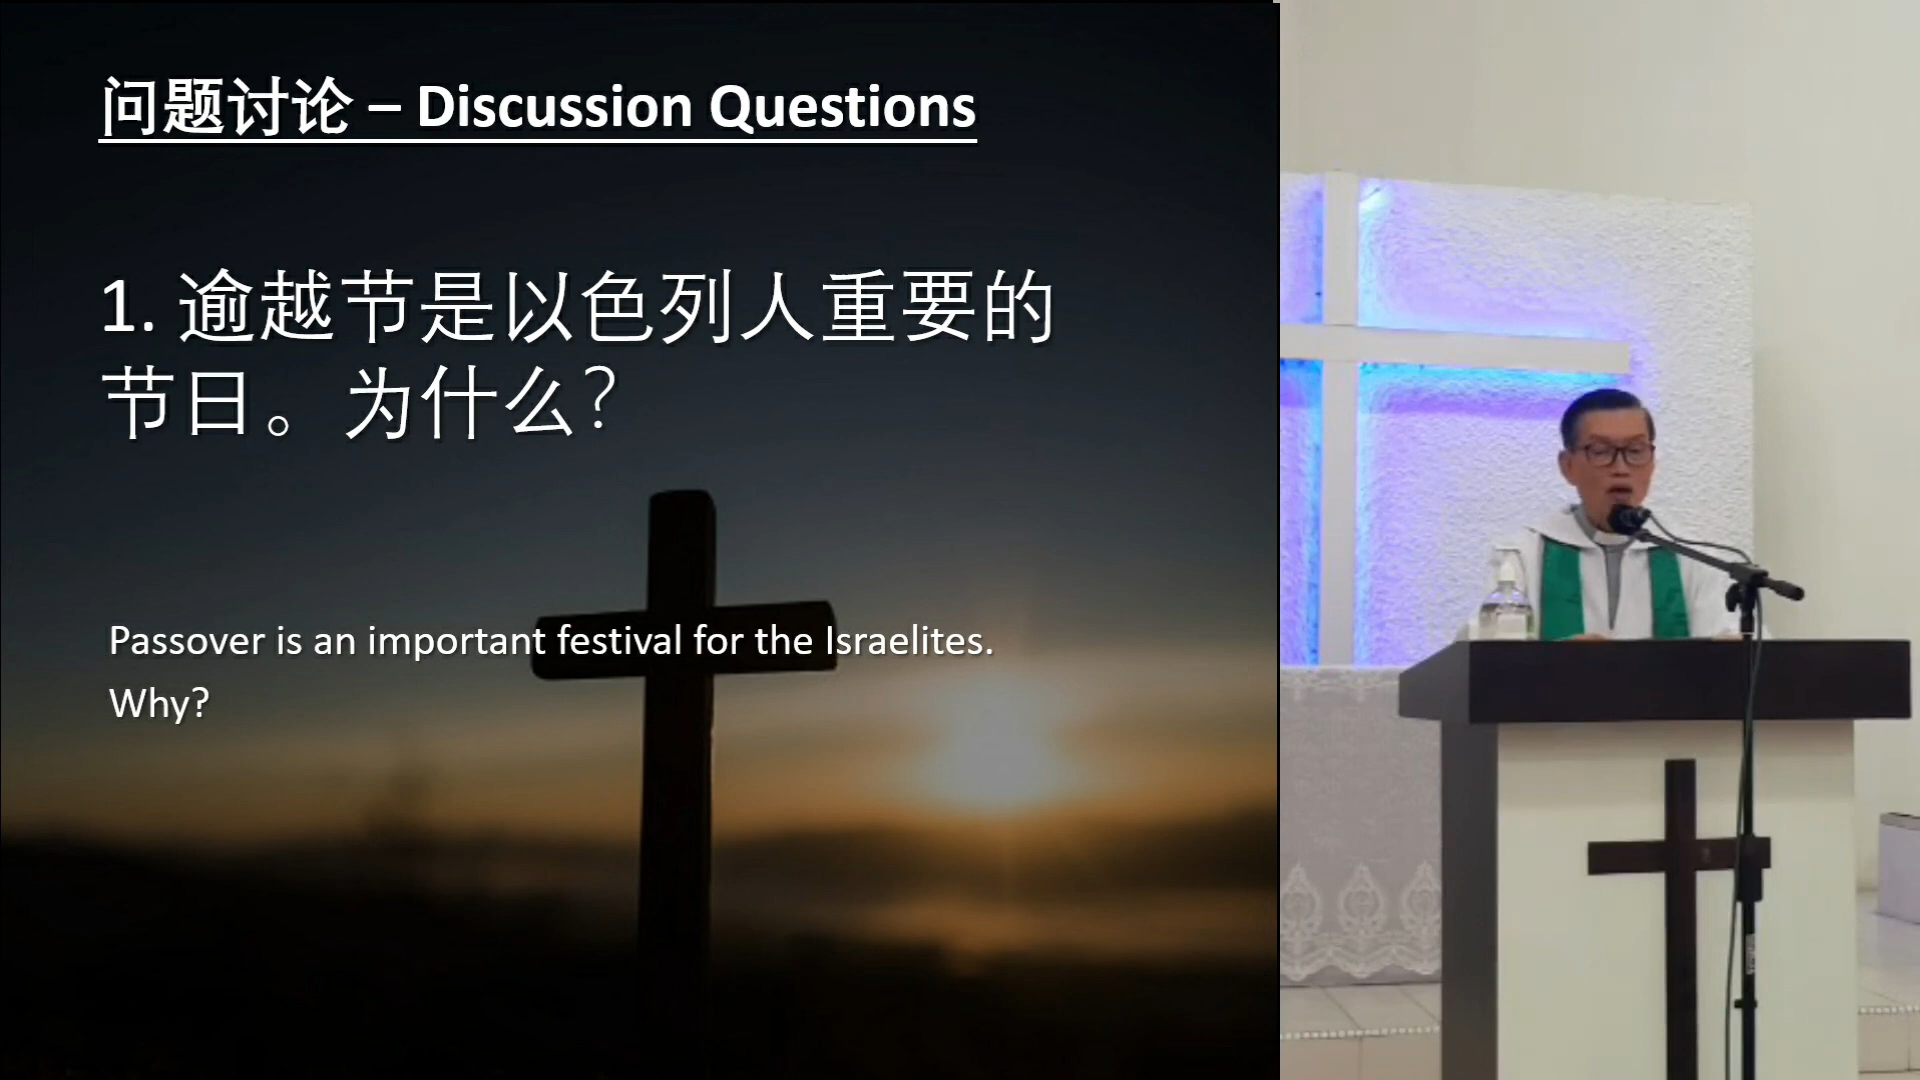 问题讨论 – Discussion Questions
1. 逾越节是以色列人重要的
节日。为什么？
Passover is an important festival for the Israelites.
Why?